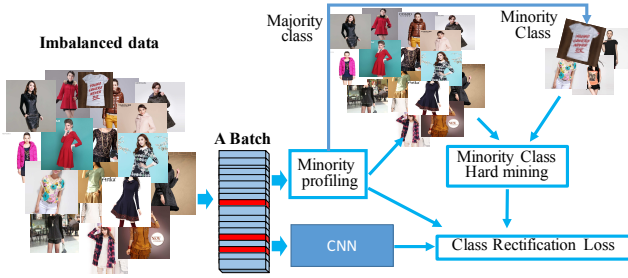 Imbalanced data
Majority
class
Minority
Class
A Batch
Minority
profiling
Minority Class
Hard mining
CNN
Class Rectification Loss